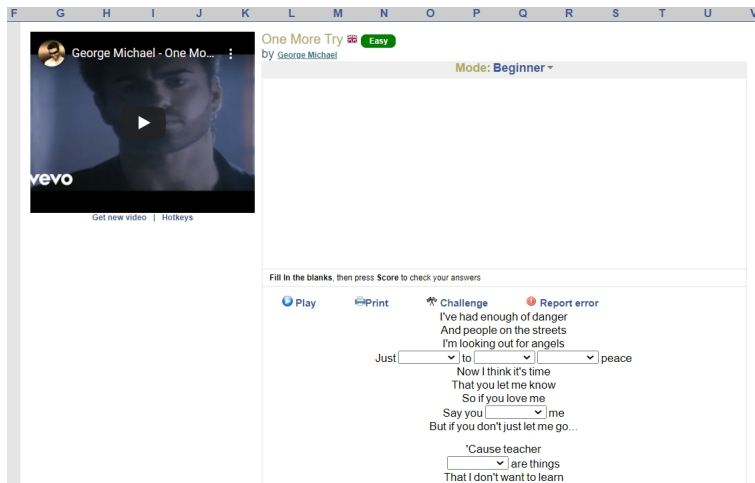 F G H I J K L M N O P Q R S T U V
George Michael - One Mo...
vevo
Get new video | Hotkeys
One More Try Easy
by George Michael
Mode: Beginner
Fill In the blanks, then press Score to check your answers
Play Print Challenge Report error
I've had enough of danger
And people on the streets
I'm looking out for angels
Just to peace
Now I think it's time
That you let me know
So if you love me
Say you me
But if you don't just let me go...
'Cause teacher
are things
That I don't want to learn